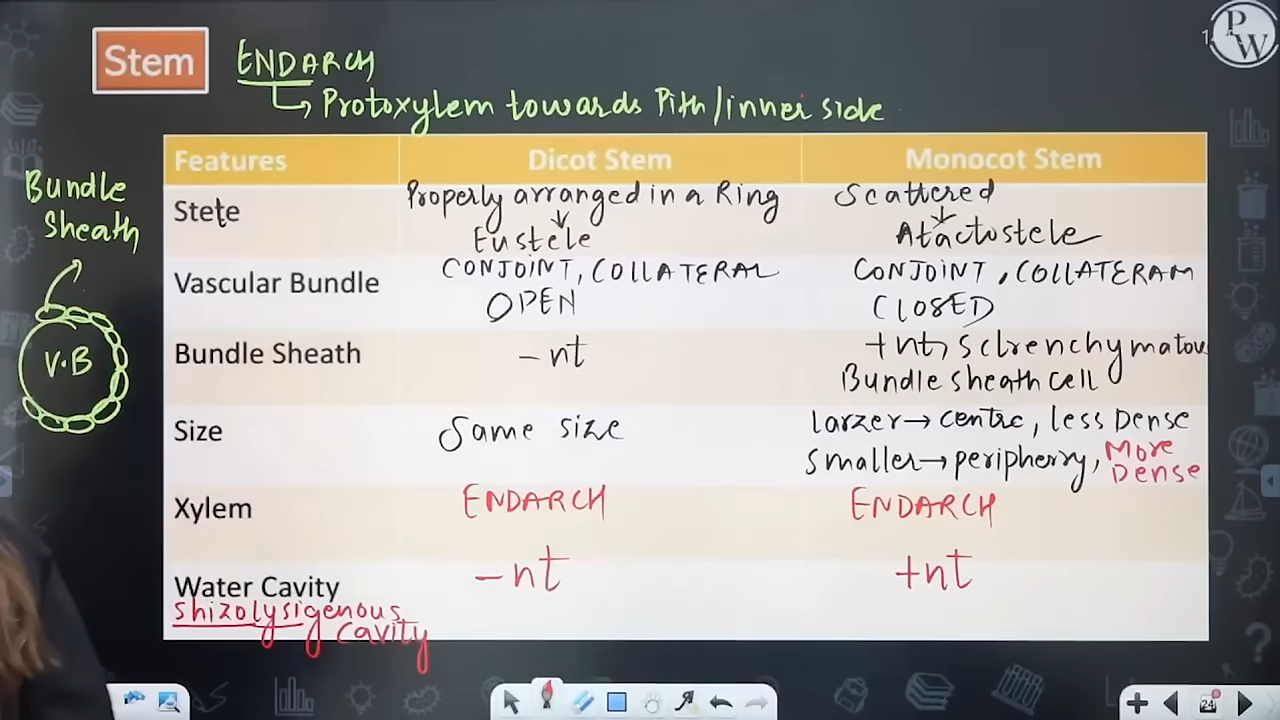 Stem
ENDARCH
Protoxylem towards Pith/inner side
PW
Bundle
Sheath
V.B
Features Dicot Stem Monocot Stem
Stele Properly arranged in a Ring Scattered
Eustele Atactostele
Vascular Bundle CONJOINT, COLLATERAL CONJOINT, COLLATERAM
OPEN CLOSED
Bundle Sheath -nt +nt, Sclrenchymatou
Bundle sheath cell
Size Same size larzer→ centre, less Dense
smaller→ peripherry, More Dense
Xylem ENDARCH ENDARCH
Water Cavity -nt +nt
shizolysigenous
cavity
24